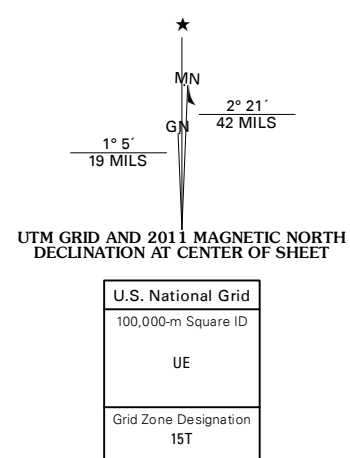 ★
MN
GN
2° 21´
42 MILS
1° 5´
19 MILS
UTM GRID AND 2011 MAGNETIC NORTH
DECLINATION AT CENTER OF SHEET
U.S. National Grid
100,000-m Square ID
UE
Grid Zone Designation
15T